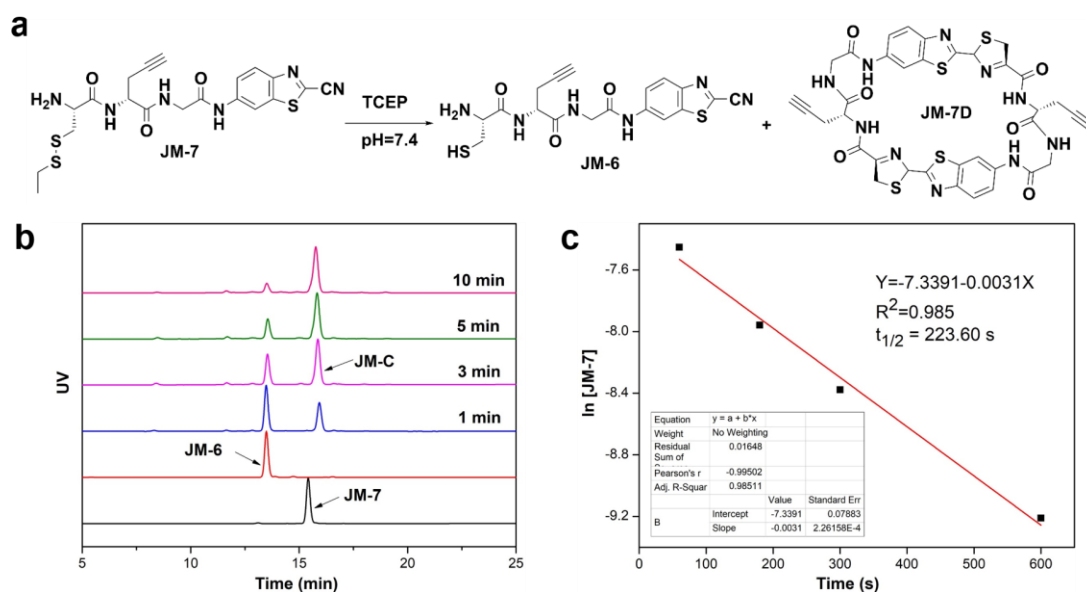 a
H2N
O
N
H
O
H
N
O
N
H
N
S
CN
S
S
JM-7
TCEP
pH=7.4
H2N
O
N
H
O
H
N
O
N
H
N
S
CN
HS
JM-6
+
O
N
H
NH
O
HN
O
N
S
S
N
O
HN
O
NH
H
N
O
N
S
S
N
JM-7D
b
10 min
5 min
3 min
1 min
JM-C
JM-6
JM-7
UV
5
10
15
20
25
Time (min)
c
Y=-7.3391-0.0031X
R2=0.985
t1/2 = 223.60 s
ln [JM-7]
-7.6
-8.0
-8.4
-9.2
Equation y = a + b*x
Weight No Weighting
Residual 0.01648
Sum of
Pearson's r -0.99502
Adj. R-Squar 0.98511
Value Standard Err
B Intercept -7.3391 0.07883
Slope -0.0031 2.26158E-4
0 100 200 300 400 500 600
Time (s)